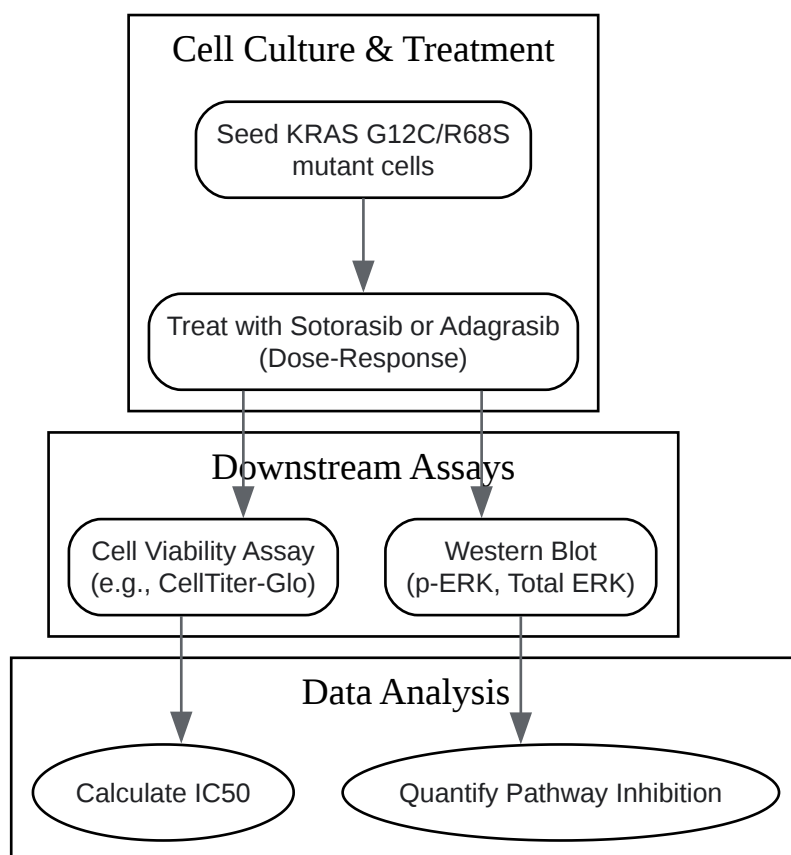 Cell Culture & Treatment
Seed KRAS G12C/R68S
mutant cells
Treat with Sotorasib or Adagrasib
(Dose-Response)
Downstream Assays
Cell Viability Assay
(e.g., CellTiter-Glo)
Western Blot
(p-ERK, Total ERK)
Data Analysis
Calculate IC50
Quantify Pathway Inhibition